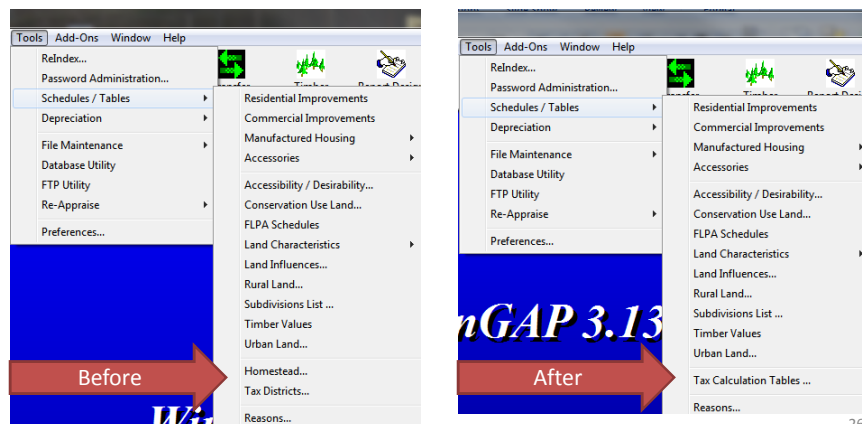 Tools Add-Ons Window Help
ReIndex...
Password Administration...
Schedules / Tables
Depreciation
File Maintenance
Database Utility
FTP Utility
Re-Appraise
Preferences...
Timber
Residential Improvements
Commercial Improvements
Manufactured Housing
Accessories
Accessibility / Desirability...
Conservation Use Land...
FLPA Schedules
Land Characteristics
Land Influences...
Rural Land...
Subdivisions List ...
Timber Values
Urban Land...
Homestead...
Tax Districts...
Reasons...
Before
Win
Tools Add-Ons Window Help
ReIndex...
Password Administration...
Schedules / Tables
Depreciation
File Maintenance
Database Utility
FTP Utility
Re-Appraise
Preferences...
Timber
Residential Improvements
Commercial Improvements
Manufactured Housing
Accessories
Accessibility / Desirability...
Conservation Use Land...
FLPA Schedules
Land Characteristics
Land Influences...
Rural Land...
Subdivisions List ...
Timber Values
Urban Land...
Tax Calculation Tables ...
Reasons...
nGAP 3.13
After
26